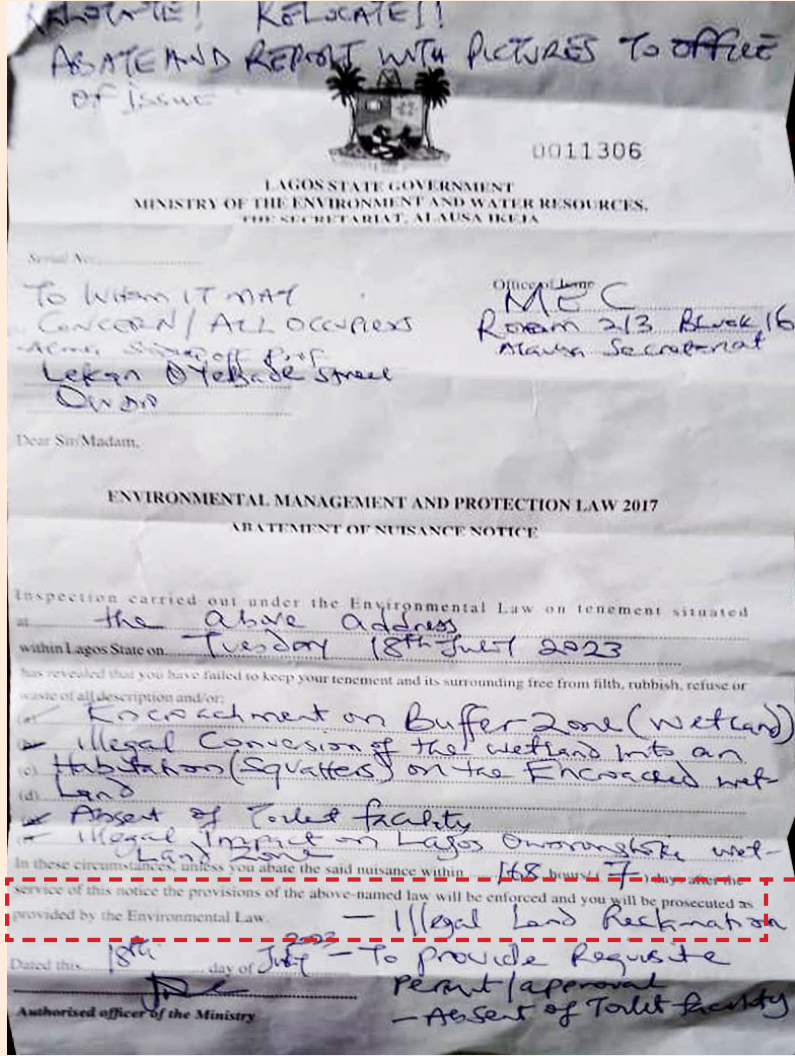 RELOCATE! RELOCATE!!
ABATE AND REPORT WITH PICTURES TO OFFICE
OF ISSUE
0011306
LAGOS STATE GOVERNMENT
MINISTRY OF THE ENVIRONMENT AND WATER RESOURCES,
THE SECRETARIAT, ALAUSA IKEJA
Serial No.
Office of Issue
MEC
Room 213 Block 16
Alausa Secretariat
TO WHOM IT MAY
CONCERN/ALL OCCUPIERS
off
Lekan OYEBADE Street
Dear Sir/Madam,
ENVIRONMENTAL MANAGEMENT AND PROTECTION LAW 2017
ABATEMENT OF NUISANCE NOTICE
Inspection carried out under the Environmental Law on tenement situated
at the above address
within Lagos State on Tuesday 18th July 2023
has revealed that you have failed to keep your tenement and its surrounding free from filth, rubbish, refuse or
waste of all description and/or;
(a) Encroachment on Buffer Zone (Wetland)
Illegal Convesion of the wetland into an
(c) Habitation (Squatters) on the Encroached wet-
(d) Land
Absent of Toilet facility
Illegal Impact on Lagos Oworonshoki wet-
Land Zone
In these circumstances, unless you abate the said nuisance within 168 hours/( 7 ) days after the
service of this notice the provisions of the above-named law will be enforced and you will be prosecuted as
provided by the Environmental Law. — Illegal Land Reclamation
Dated this 18th day of July 2023 — To provide Requisite
Permit/approval
— Absent of Toilet facility
Authorised officer of the Ministry